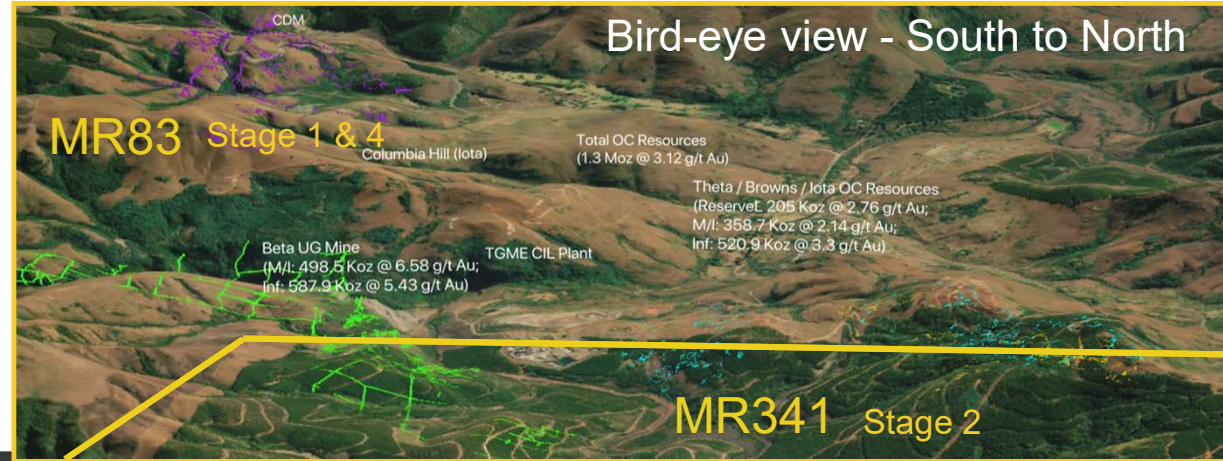 CDM
Bird-eye view - South to North
MR83 Stage 1 & 4
Columbia Hill (Iota)
Total OC Resources
(1.3 Moz @ 3.12 g/t Au)
Theta / Browns / Iota OC Resources
(Reserve: 205 Koz @ 2.76 g/t Au;
M/I: 358.7 Koz @ 2.14 g/t Au;
Inf: 520.9 Koz @ 3.3 g/t Au)
Beta UG Mine
(M/I: 498.5 Koz @ 6.58 g/t Au;
Inf: 587.9 Koz @ 5.43 g/t Au)
TGME CIL Plant
MR341 Stage 2